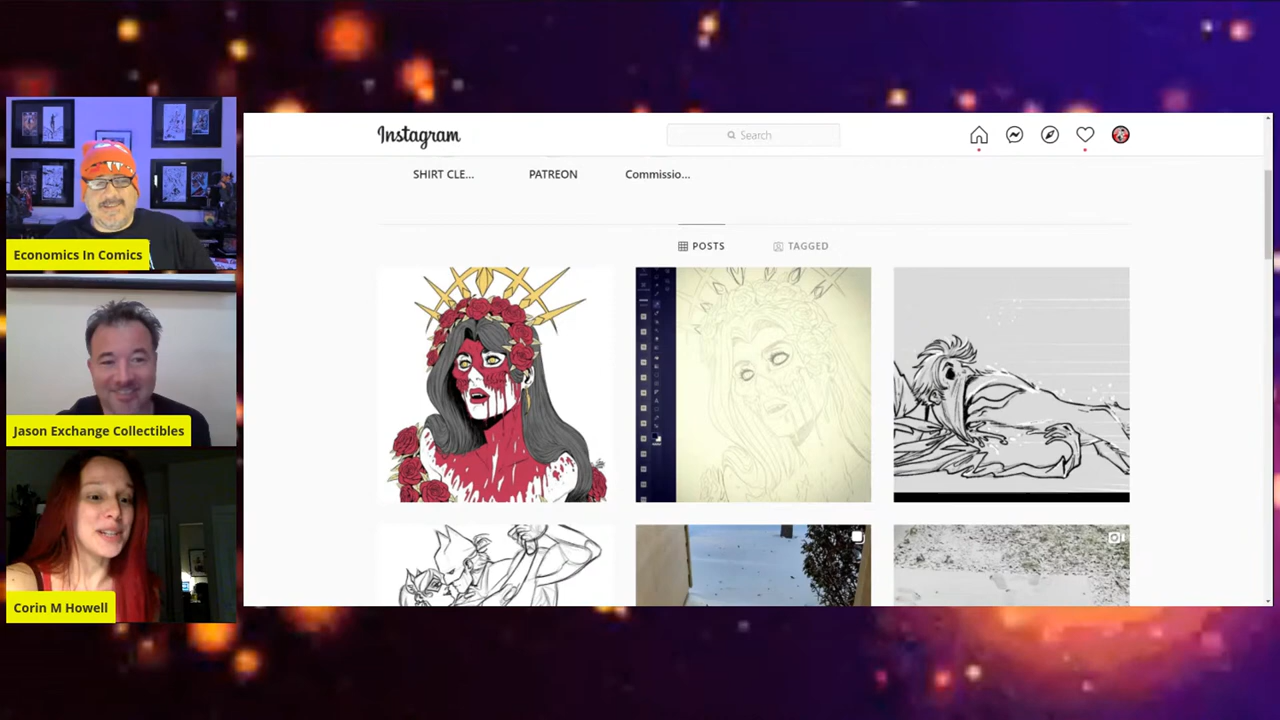 Instagram
Search
SHIRT CLE...
PATREON
Commissio...
POSTS
TAGGED
Economics In Comics
Jason Exchange Collectibles
Corin M Howell